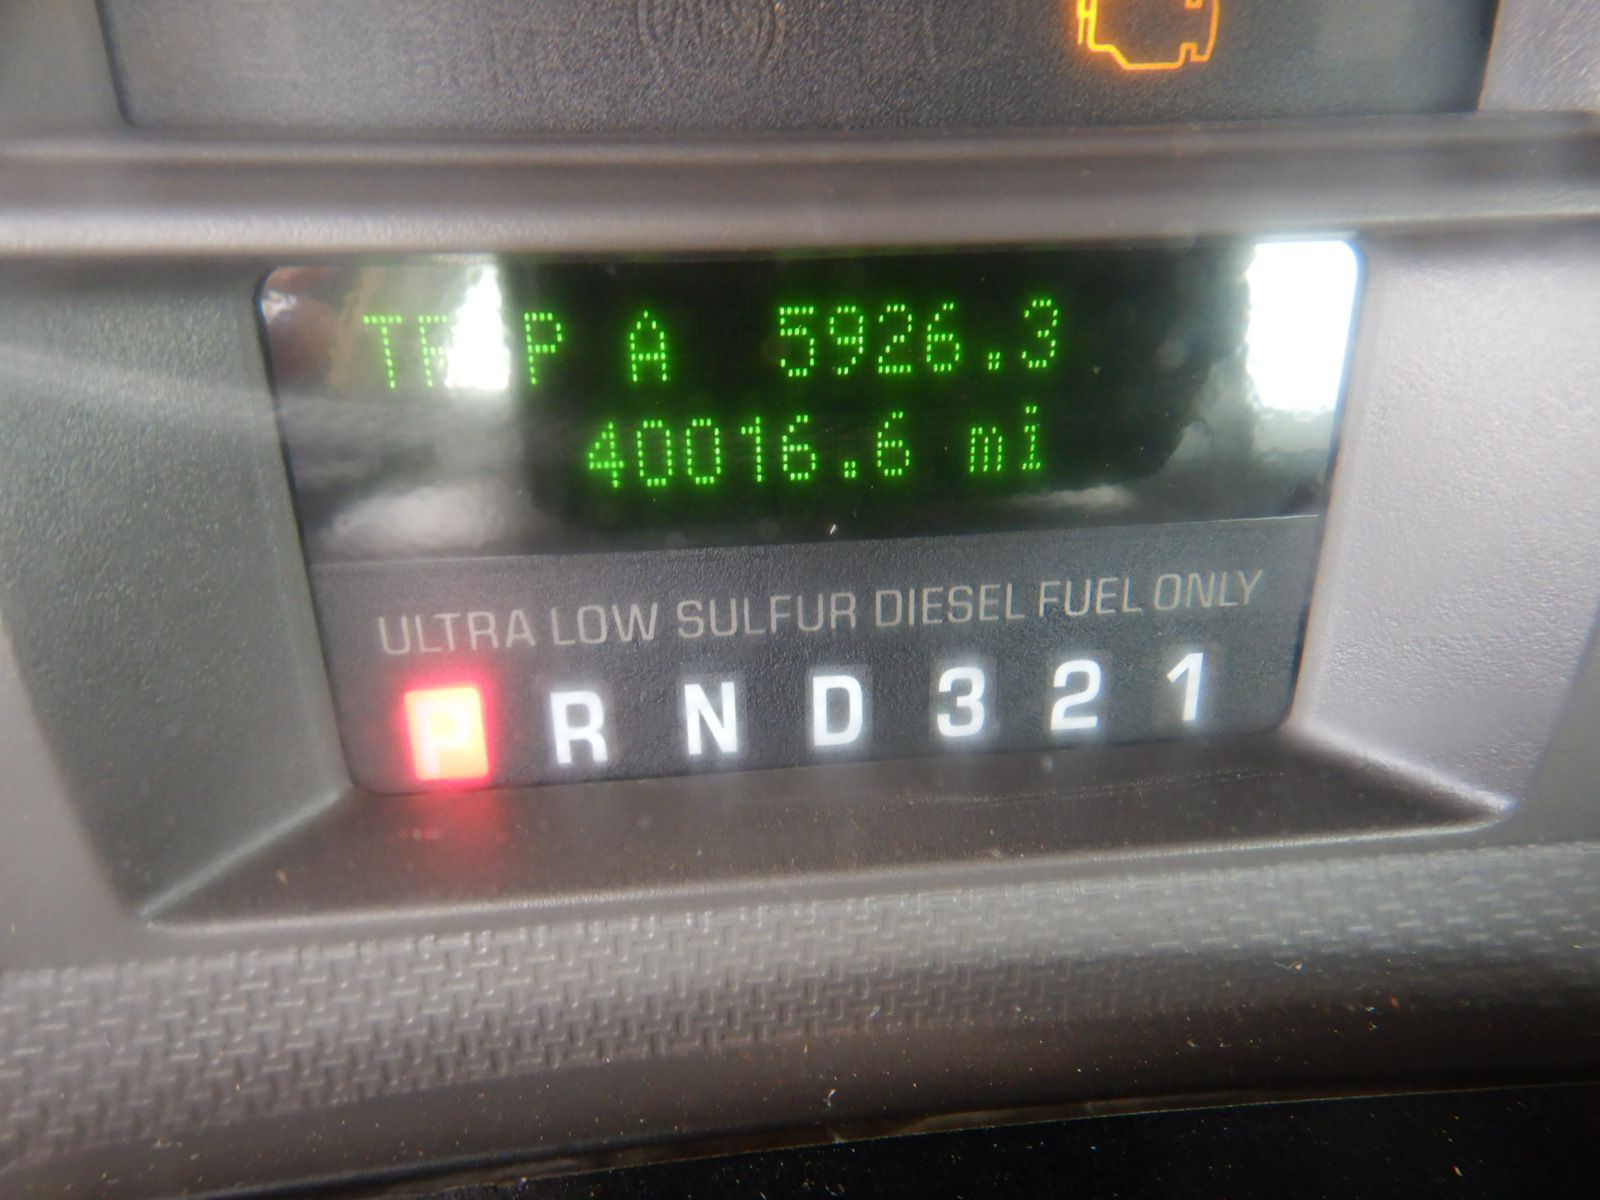 TRIP A 5926.3
40016.6 mi
ULTRA LOW SULFUR DIESEL FUEL ONLY
P R N D 3 2 1